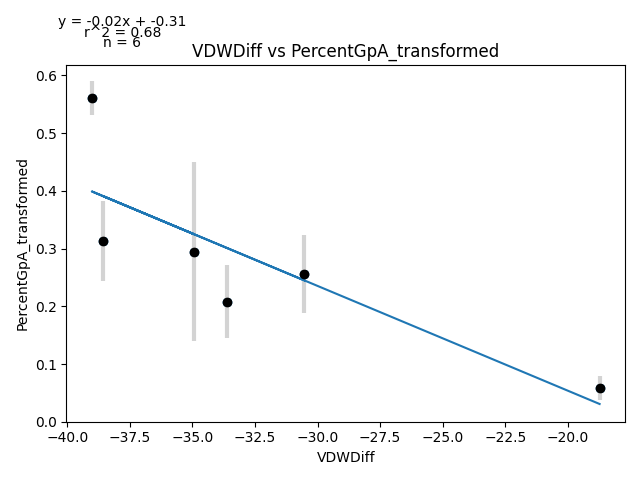 y = -0.02x + -0.31
r^2 = 0.68
n = 6
VDWDiff vs PercentGpA_transformed
0.6
0.5
0.4
0.3
0.2
0.1
0.0
PercentGpA_transformed
−40.0 −37.5 −35.0 −32.5 −30.0 −27.5 −25.0 −22.5 −20.0
VDWDiff